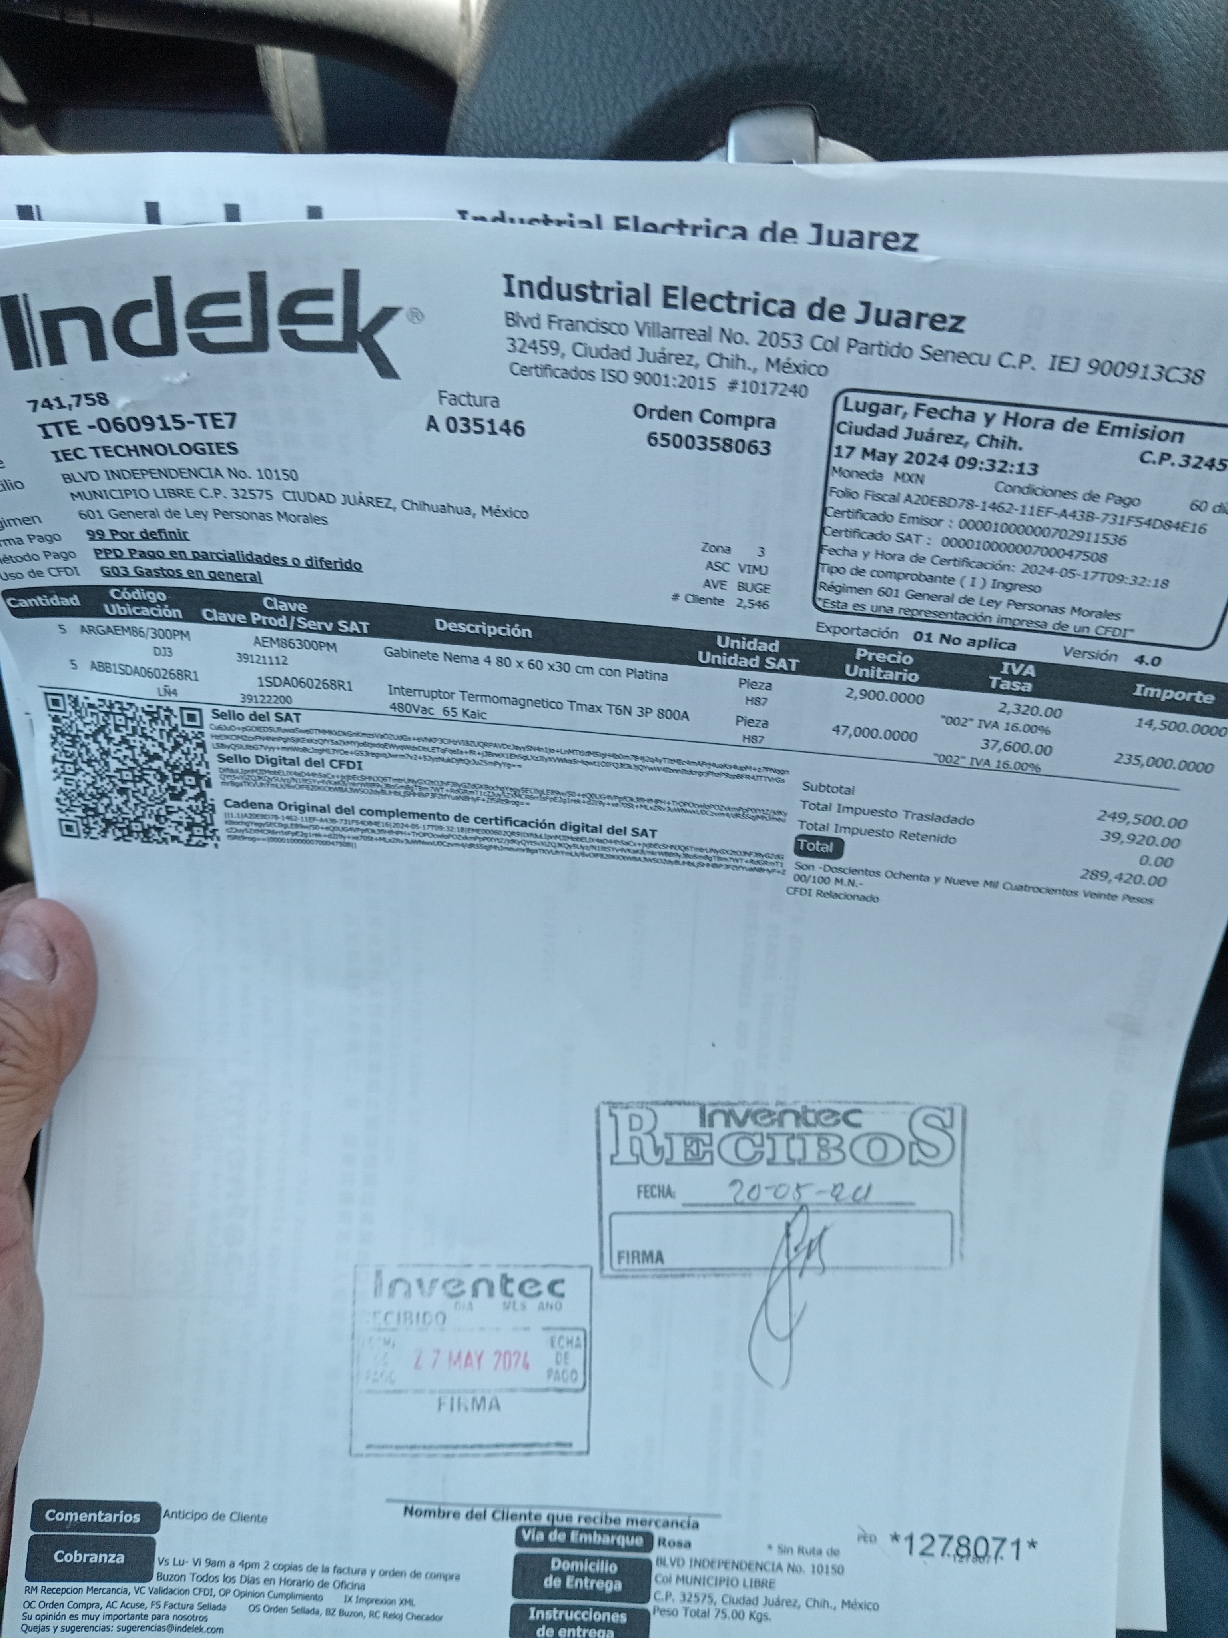 Industrial Electrica de Juarez
Indelek®
Industrial Electrica de Juarez
Blvd Francisco Villarreal No. 2053 Col Partido Senecu C.P. IEJ 900913C38
32459, Ciudad Juárez, Chih., México
Certificados ISO 9001:2015 #1017240
741,758
ITE -060915-TE7
IEC TECHNOLOGIES
BLVD INDEPENDENCIA No. 10150
MUNICIPIO LIBRE C.P. 32575 CIUDAD JUÁREZ, Chihuahua, México
601 General de Ley Personas Morales
99 Por definir
PPD Pago en parcialidades o diferido
Uso de CFDI G03 Gastos en general
Factura
A 035146
Orden Compra
6500358063
Zona 3
ASC VIMJ
AVE BUGE
# Cliente 2,546
Lugar, Fecha y Hora de Emision
Ciudad Juárez, Chih. C.P.3245
17 May 2024 09:32:13
Moneda MXN Condiciones de Pago 60
Folio Fiscal A20EBD78-1462-11EF-A43B-731F54D84E16
Certificado Emisor : 00001000000702911536
Certificado SAT : 00001000000700047508
Fecha y Hora de Certificación: 2024-05-17T09:32:18
Tipo de comprobante ( I ) Ingreso
Régimen 601 General de Ley Personas Morales
"Esta es una representación impresa de un CFDI"
Exportación 01 No aplica Versión 4.0
Cantidad Código Ubicación Clave Clave Prod/Serv SAT Descripción Unidad Unidad SAT Precio Unitario IVA Tasa Importe
5 ARGAEM86/300PM AEM86300PM Gabinete Nema 4 80 x 60 x30 cm con Platina Pieza 2,900.0000 2,320.00 14,500.0000
DJ3 39121112 H87 "002" IVA 16.00%
5 ABB1SDA060268R1 1SDA060268R1 Interruptor Termomagnetico Tmax T6N 3P 800A Pieza 47,000.0000 37,600.00 235,000.0000
LÑ4 39122200 480Vac 65 Kaic H87 "002" IVA 16.00%
Sello del SAT
Sello Digital del CFDI
Cadena Original del complemento de certificación digital del SAT
Subtotal 249,500.00
Total Impuesto Trasladado 39,920.00
Total Impuesto Retenido 0.00
Total 289,420.00
Son -Doscientos Ochenta y Nueve Mil Cuatrocientos Veinte Pesos
00/100 M.N.-
CFDI Relacionado
Inventec
RECIBOS
FECHA: 20-05-24
FIRMA
Inventec
DIA MES ANO
ECIBIDO
27 MAY 2024
ECHA
DE
PAGO
FIRMA
Nombre del Cliente que recibe mercancia
Comentarios Anticipo de Cliente
Cobranza
Vs Lu- Vi 9am a 4pm 2 copias de la factura y orden de compra
Buzon Todos los Dias en Horario de Oficina
RM Recepcion Mercancia, VC Validacion CFDI, OP Opinion Cumplimiento IX Impresion XML
OC Orden Compra, AC Acuse, FS Factura Sellada OS Orden Sellada, BZ Buzon, RC Reloj Checador
Su opinión es muy importante para nosotros
Quejas y sugerencias: sugerencias@indelek.com
Vía de Embarque Rosa * Sin Ruta de
PED *1278071*
Domicilio de Entrega
BLVD INDEPENDENCIA No. 10150
Col MUNICIPIO LIBRE
C.P. 32575, Ciudad Juárez, Chih., México
Instrucciones de entrega
Peso Total 75.00 Kgs.